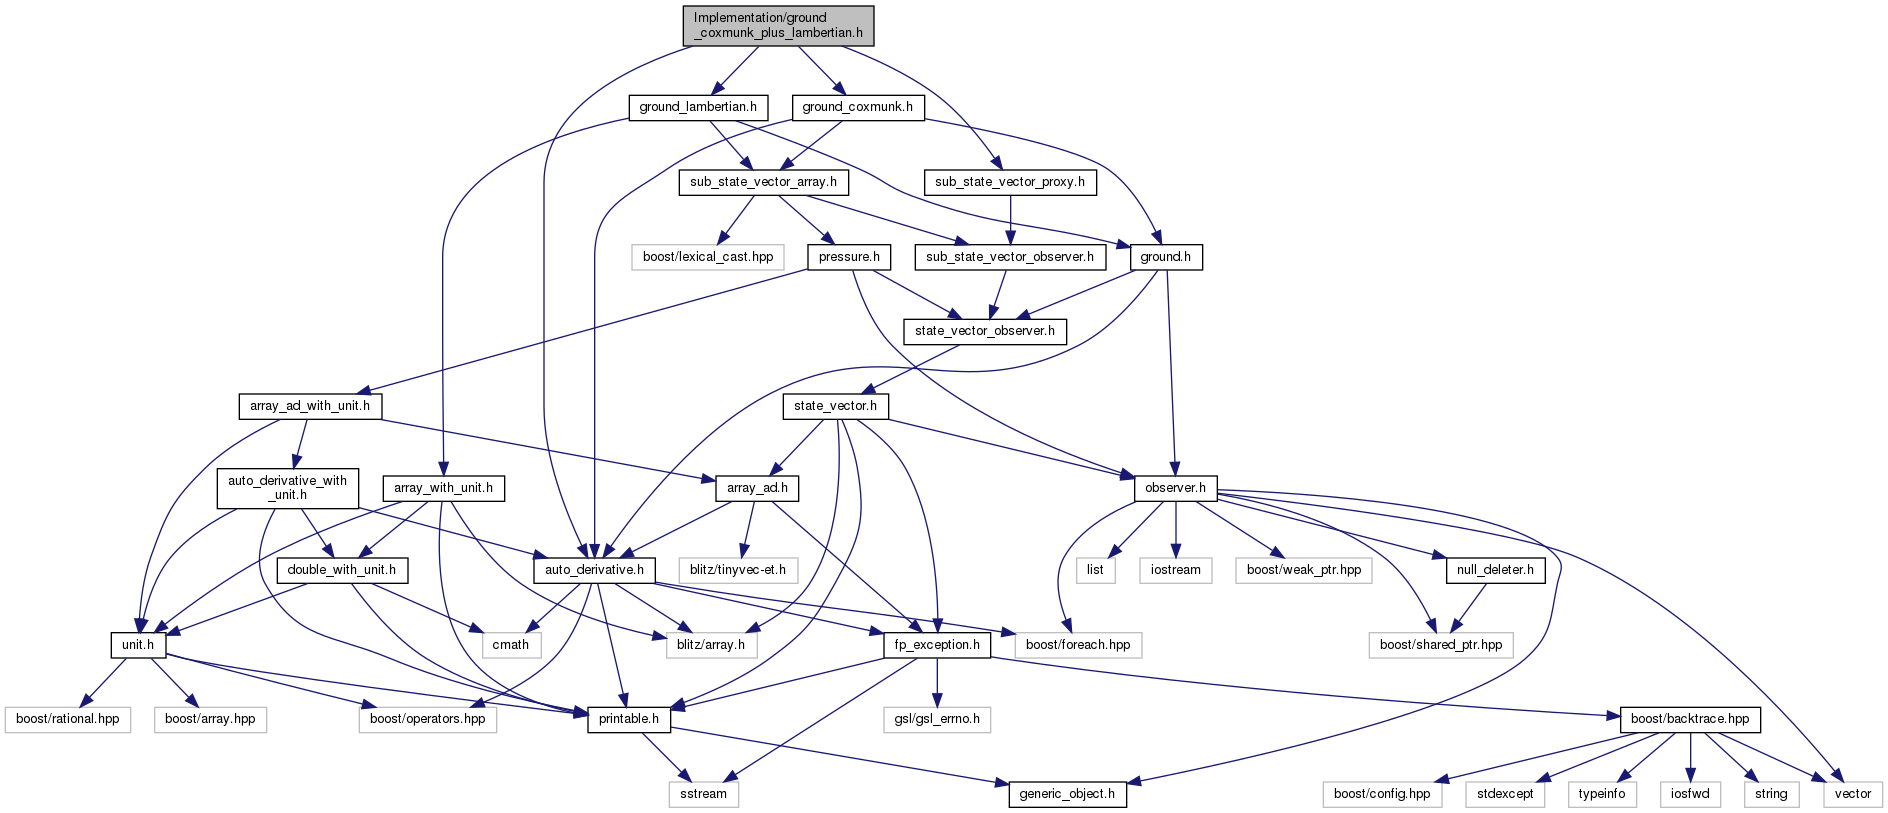 Implementation/ground
_coxmunk_plus_lambertian.h
ground_lambertian.h
ground_coxmunk.h
sub_state_vector_array.h
sub_state_vector_proxy.h
boost/lexical_cast.hpp
pressure.h
sub_state_vector_observer.h
ground.h
state_vector_observer.h
array_ad_with_unit.h
state_vector.h
auto_derivative_with
_unit.h
array_with_unit.h
array_ad.h
observer.h
double_with_unit.h
auto_derivative.h
blitz/tinyvec-et.h
list
iostream
boost/weak_ptr.hpp
null_deleter.h
unit.h
cmath
blitz/array.h
fp_exception.h
boost/foreach.hpp
boost/shared_ptr.hpp
boost/rational.hpp
boost/array.hpp
boost/operators.hpp
printable.h
gsl/gsl_errno.h
boost/backtrace.hpp
sstream
generic_object.h
boost/config.hpp
stdexcept
typeinfo
iosfwd
string
vector